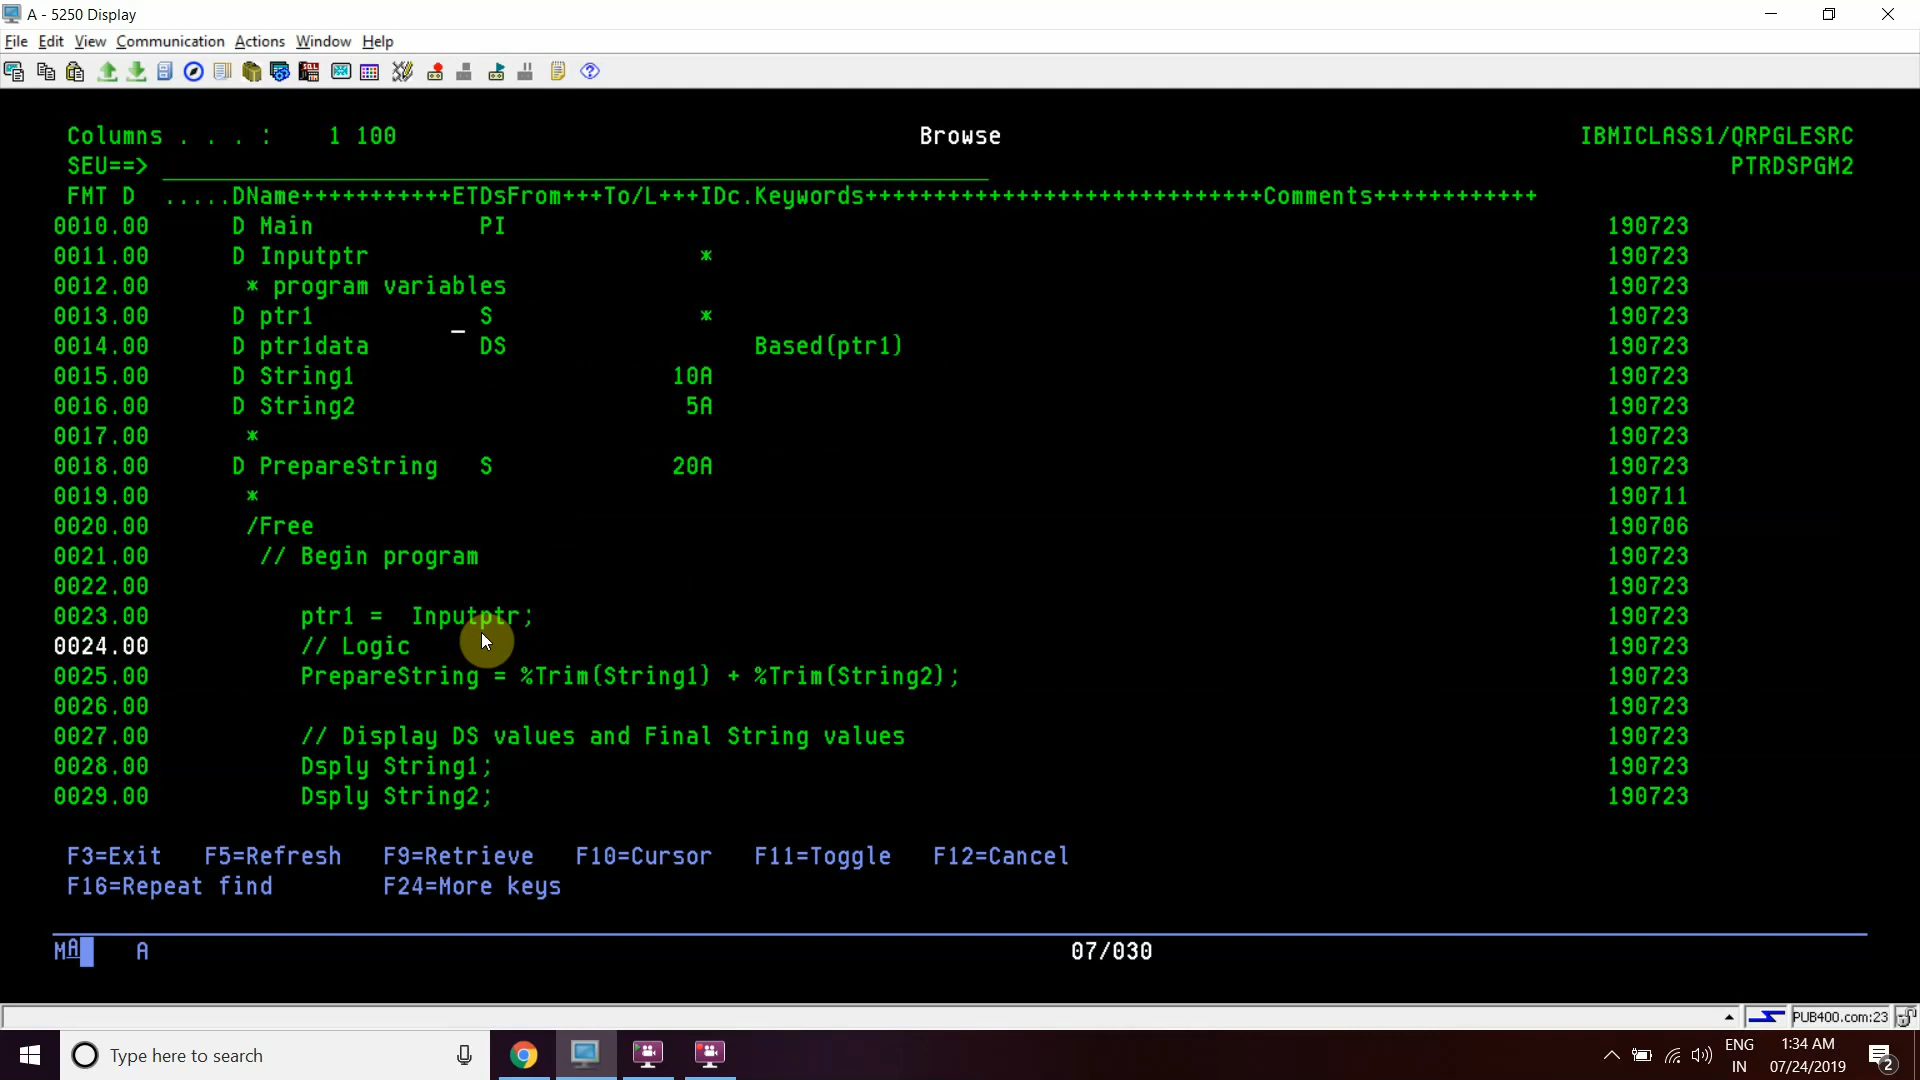 A - 5250 Display
File Edit View Communication Actions Window Help
Columns . . . : 1 100 Browse IBMICLASS1/QRPGLESRC
SEU==> PTRDSPGM2
FMT D .....DName+++++++++++ETDsFrom+++To/L+++IDc.Keywords+++++++++++++++++++++++++++++Comments++++++++++++
0010.00 D Main PI 190723
0011.00 D Inputptr * 190723
0012.00 * program variables 190723
0013.00 D ptr1 S * 190723
0014.00 D ptr1data DS Based(ptr1) 190723
0015.00 D String1 10A 190723
0016.00 D String2 5A 190723
0017.00 * 190723
0018.00 D PrepareString S 20A 190723
0019.00 * 190711
0020.00 /Free 190706
0021.00 // Begin program 190723
0022.00 190723
0023.00 ptr1 = Inputptr; 190723
0024.00 // Logic 190723
0025.00 PrepareString = %Trim(String1) + %Trim(String2); 190723
0026.00 190723
0027.00 // Display DS values and Final String values 190723
0028.00 Dsply String1; 190723
0029.00 Dsply String2; 190723
F3=Exit F5=Refresh F9=Retrieve F10=Cursor F11=Toggle F12=Cancel
F16=Repeat find F24=More keys
MA A 07/030
PUB400.com:23
Type here to search
ENG 1:34 AM
IN 07/24/2019 2